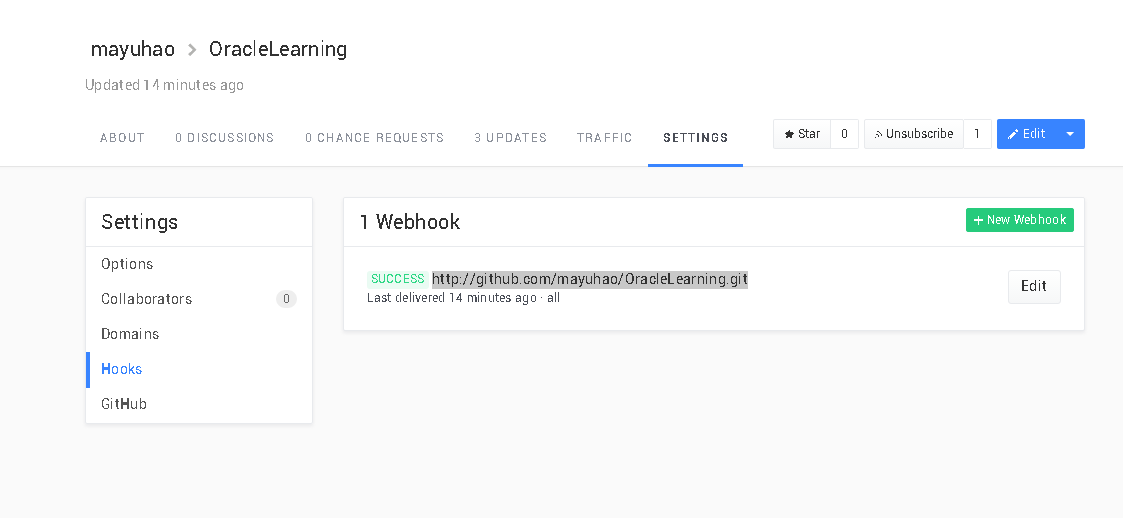 mayuhao > OracleLearning
Updated 14 minutes ago
ABOUT 0 DISCUSSIONS 0 CHANGE REQUESTS 3 UPDATES TRAFFIC SETTINGS Star 0 Unsubscribe 1 Edit
Settings
Options
Collaborators 0
Domains
Hooks
GitHub
1 Webhook + New Webhook
SUCCESS http://github.com/mayuhao/OracleLearning.git
Last delivered 14 minutes ago · all
Edit